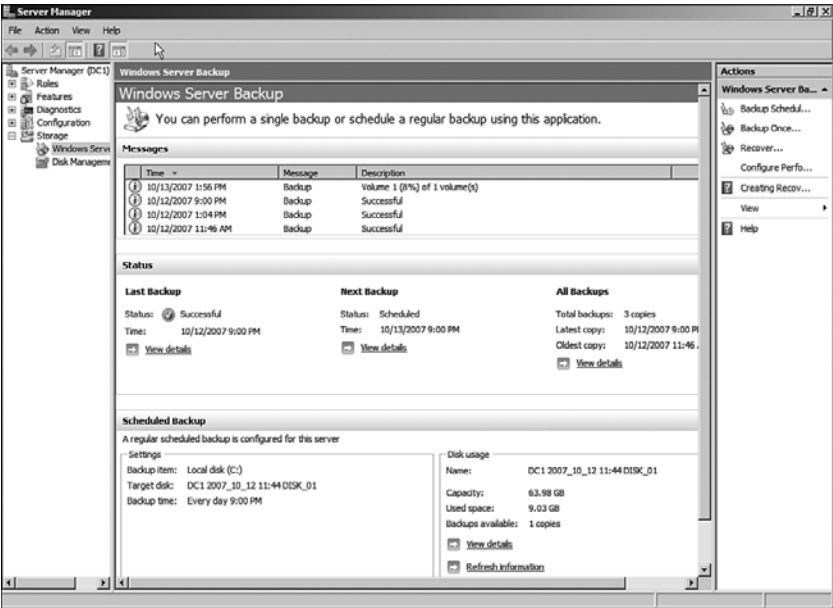 Server Manager
File Action View Help
Server Manager (DC1)
Roles
Features
Diagnostics
Configuration
Storage
Windows Serv
Disk Manageme
Windows Server Backup
Windows Server Backup
You can perform a single backup or schedule a regular backup using this application.
Messages
Time Message Description
10/13/2007 1:56 PM Backup Volume 1 (8%) of 1 volume(s)
10/12/2007 9:00 PM Backup Successful
10/12/2007 1:04 PM Backup Successful
10/12/2007 11:46 AM Backup Successful
Status
Last Backup
Status: Successful
Time: 10/12/2007 9:00 PM
View details
Next Backup
Status: Scheduled
Time: 10/13/2007 9:00 PM
View details
All Backups
Total backups: 3 copies
Latest copy: 10/12/2007 9:00 P
Oldest copy: 10/12/2007 11:46
View details
Scheduled Backup
A regular scheduled backup is configured for this server
Settings
Backup item: Local disk (C:)
Target disk: DC1 2007_10_12 11:44 DISK_01
Backup time: Every day 9:00 PM
Disk usage
Name: DC1 2007_10_12 11:44 DISK_01
Capacity: 63.98 GB
Used space: 9.03 GB
Backups available: 1 copies
View details
Refresh information
Actions
Windows Server Ba...
Backup Schedul...
Backup Once...
Recover...
Configure Perfo...
Creating Recov...
View
Help